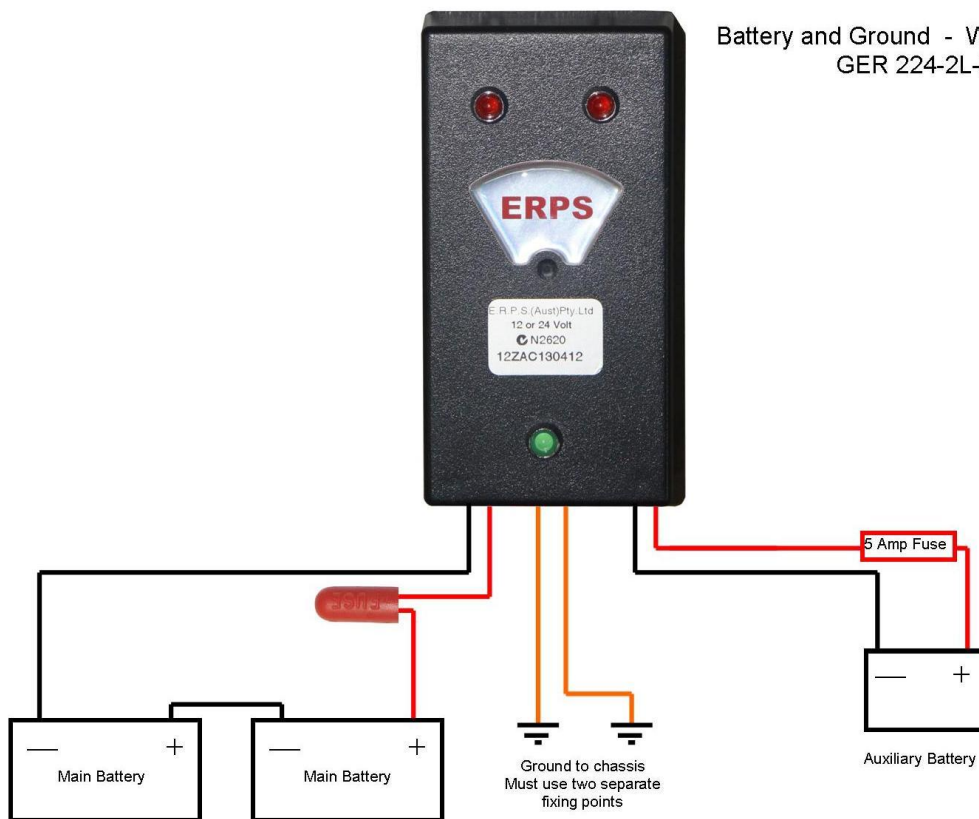 Battery and Ground - W
GER 224-2L-
ERPS
E.R.P.S.(Aust)Pty.Ltd
12 or 24 Volt
N2620
12ZAC130412
5 Amp Fuse
FUSE
— +
Auxiliary Battery
— +
Main Battery
— +
Main Battery
Ground to chassis
Must use two separate
fixing points